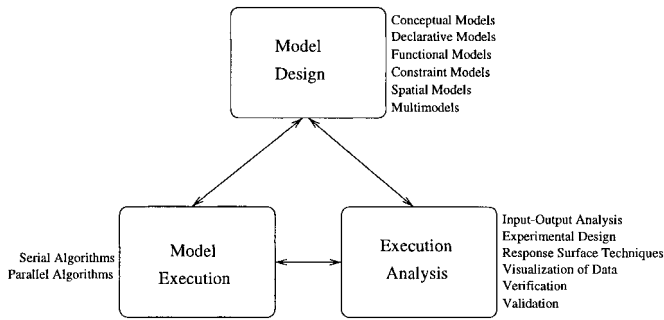 Model
Design
Conceptual Models
Declarative Models
Functional Models
Constraint Models
Spatial Models
Multimodels
Serial Algorithms
Parallel Algorithms
Model
Execution
Execution
Analysis
Input-Output Analysis
Experimental Design
Response Surface Techniques
Visualization of Data
Verification
Validation